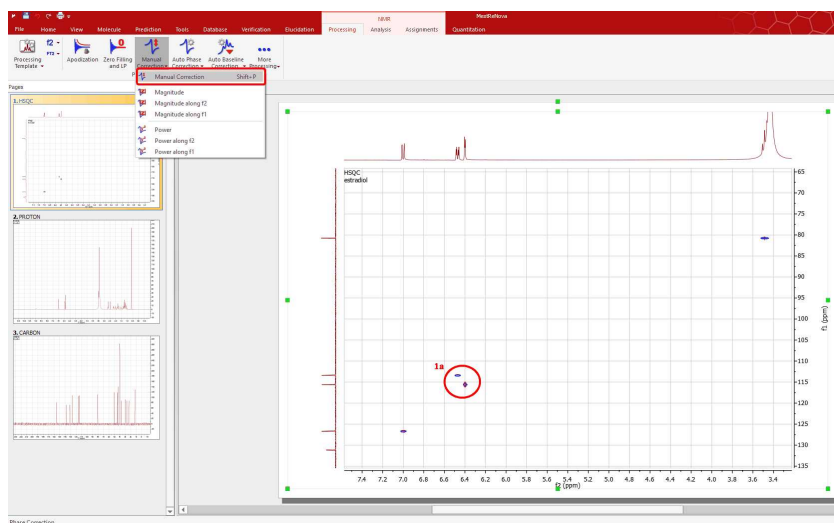 NMR
MestReNova
File Home View Molecule Prediction Tools Database Verification Elucidation Processing Analysis Assignments Quantitation
Processing Template
f2
Apodization
Zero Filling and LP
Manual Correction
Auto Phase Correction
Auto Baseline Correction
More Processing
Manual Correction Shift+P
Magnitude
Magnitude along f2
Magnitude along f1
Power
Power along f2
Power along f1
Pages
1. HSQC
2. PROTON
3. CARBON
HSQC
estradiol
1a
65
70
75
80
85
90
95
100
105
110
115
120
125
130
135
f1 (ppm)
7.4 7.2 7.0 6.8 6.6 6.4 6.2 6.0 5.8 5.6 5.4 5.2 5.0 4.8 4.6 4.4 4.2 4.0 3.8 3.6 3.4
f2 (ppm)
Phase Correction